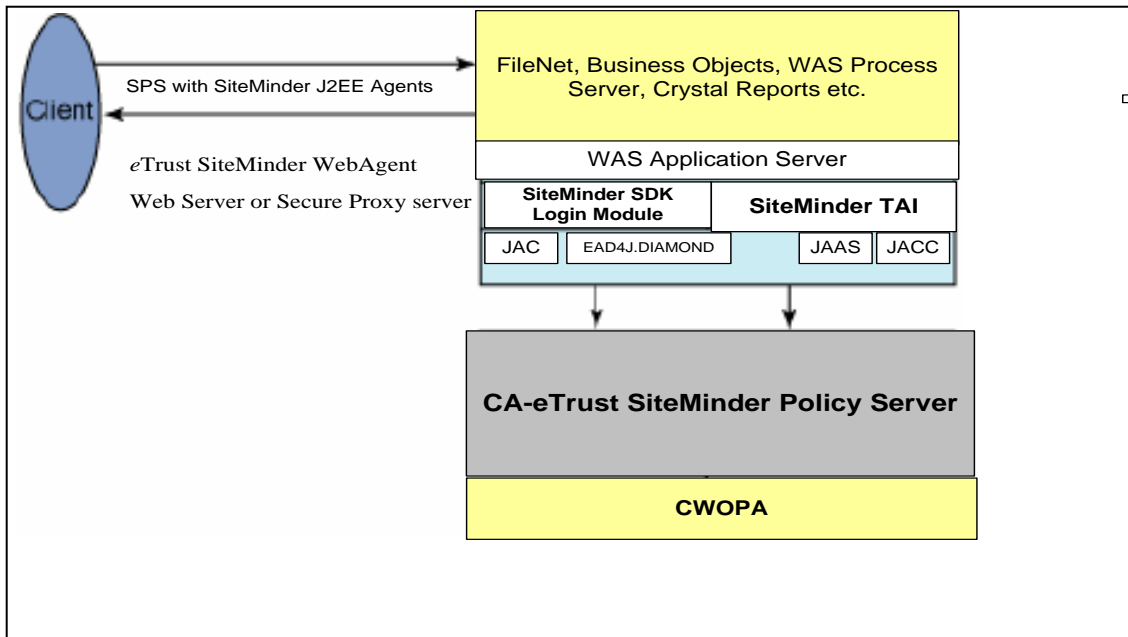 FileNet, Business Objects, WAS Process
Server, Crystal Reports etc.
SPS with SiteMinder J2EE Agents
Client
WAS Application Server
eTrust SiteMinder WebAgent
Web Server or Secure Proxy server
SiteMinder SDK
Login Module
SiteMinder TAI
JAC
EAD4J.DIAMOND
JAAS
JACC
CA-eTrust SiteMinder Policy Server
CWOPA